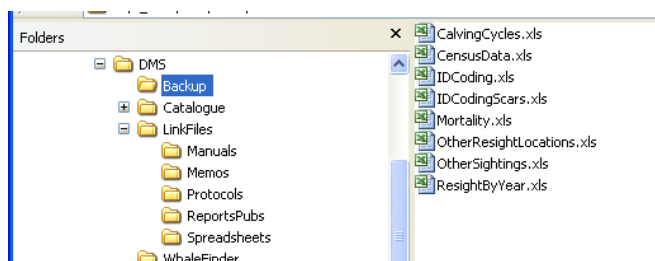 Folders
DMS
Backup
Catalogue
LinkFiles
Manuals
Memos
Protocols
ReportsPubs
Spreadsheets
WhaleFinder
CalvingCycles.xls
CensusData.xls
IDCoding.xls
IDCodingScars.xls
Mortality.xls
OtherResightLocations.xls
OtherSightings.xls
ResightByYear.xls